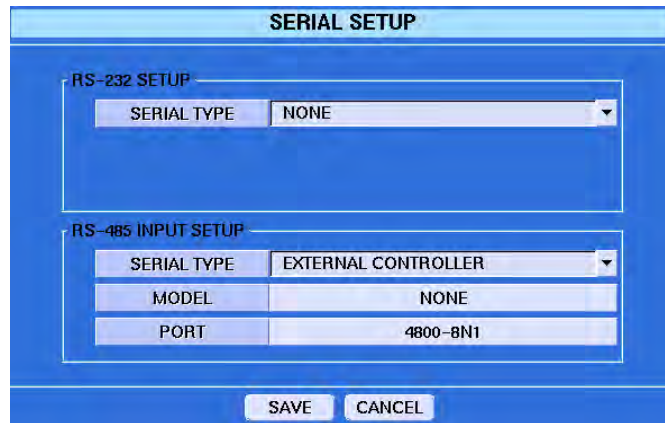 SERIAL SETUP
RS-232 SETUP
SERIAL TYPE NONE
RS-485 INPUT SETUP
SERIAL TYPE EXTERNAL CONTROLLER
MODEL NONE
PORT 4800-8N1
SAVE CANCEL